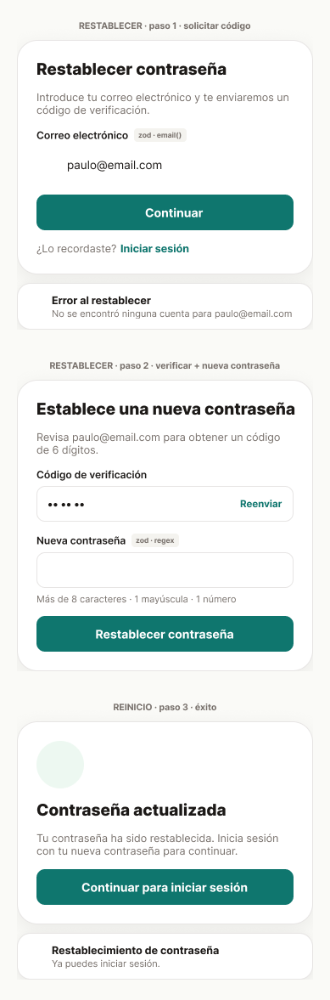 RESTABLECER · paso 1 · solicitar código
Restablecer contraseña
Introduce tu correo electrónico y te enviaremos un
código de verificación.
Correo electrónico zod · email()
paulo@email.com
Continuar
¿Lo recordaste? Iniciar sesión
Error al restablecer
No se encontró ninguna cuenta para paulo@email.com
RESTABLECER · paso 2 · verificar + nueva contraseña
Establece una nueva contraseña
Revisa paulo@email.com para obtener un código
de 6 dígitos.
Código de verificación
•• •• •• Reenviar
Nueva contraseña zod · regex
Más de 8 caracteres · 1 mayúscula · 1 número
Restablecer contraseña
REINICIO · paso 3 · éxito
Contraseña actualizada
Tu contraseña ha sido restablecida. Inicia sesión
con tu nueva contraseña para continuar.
Continuar para iniciar sesión
Restablecimiento de contraseña
Ya puedes iniciar sesión.